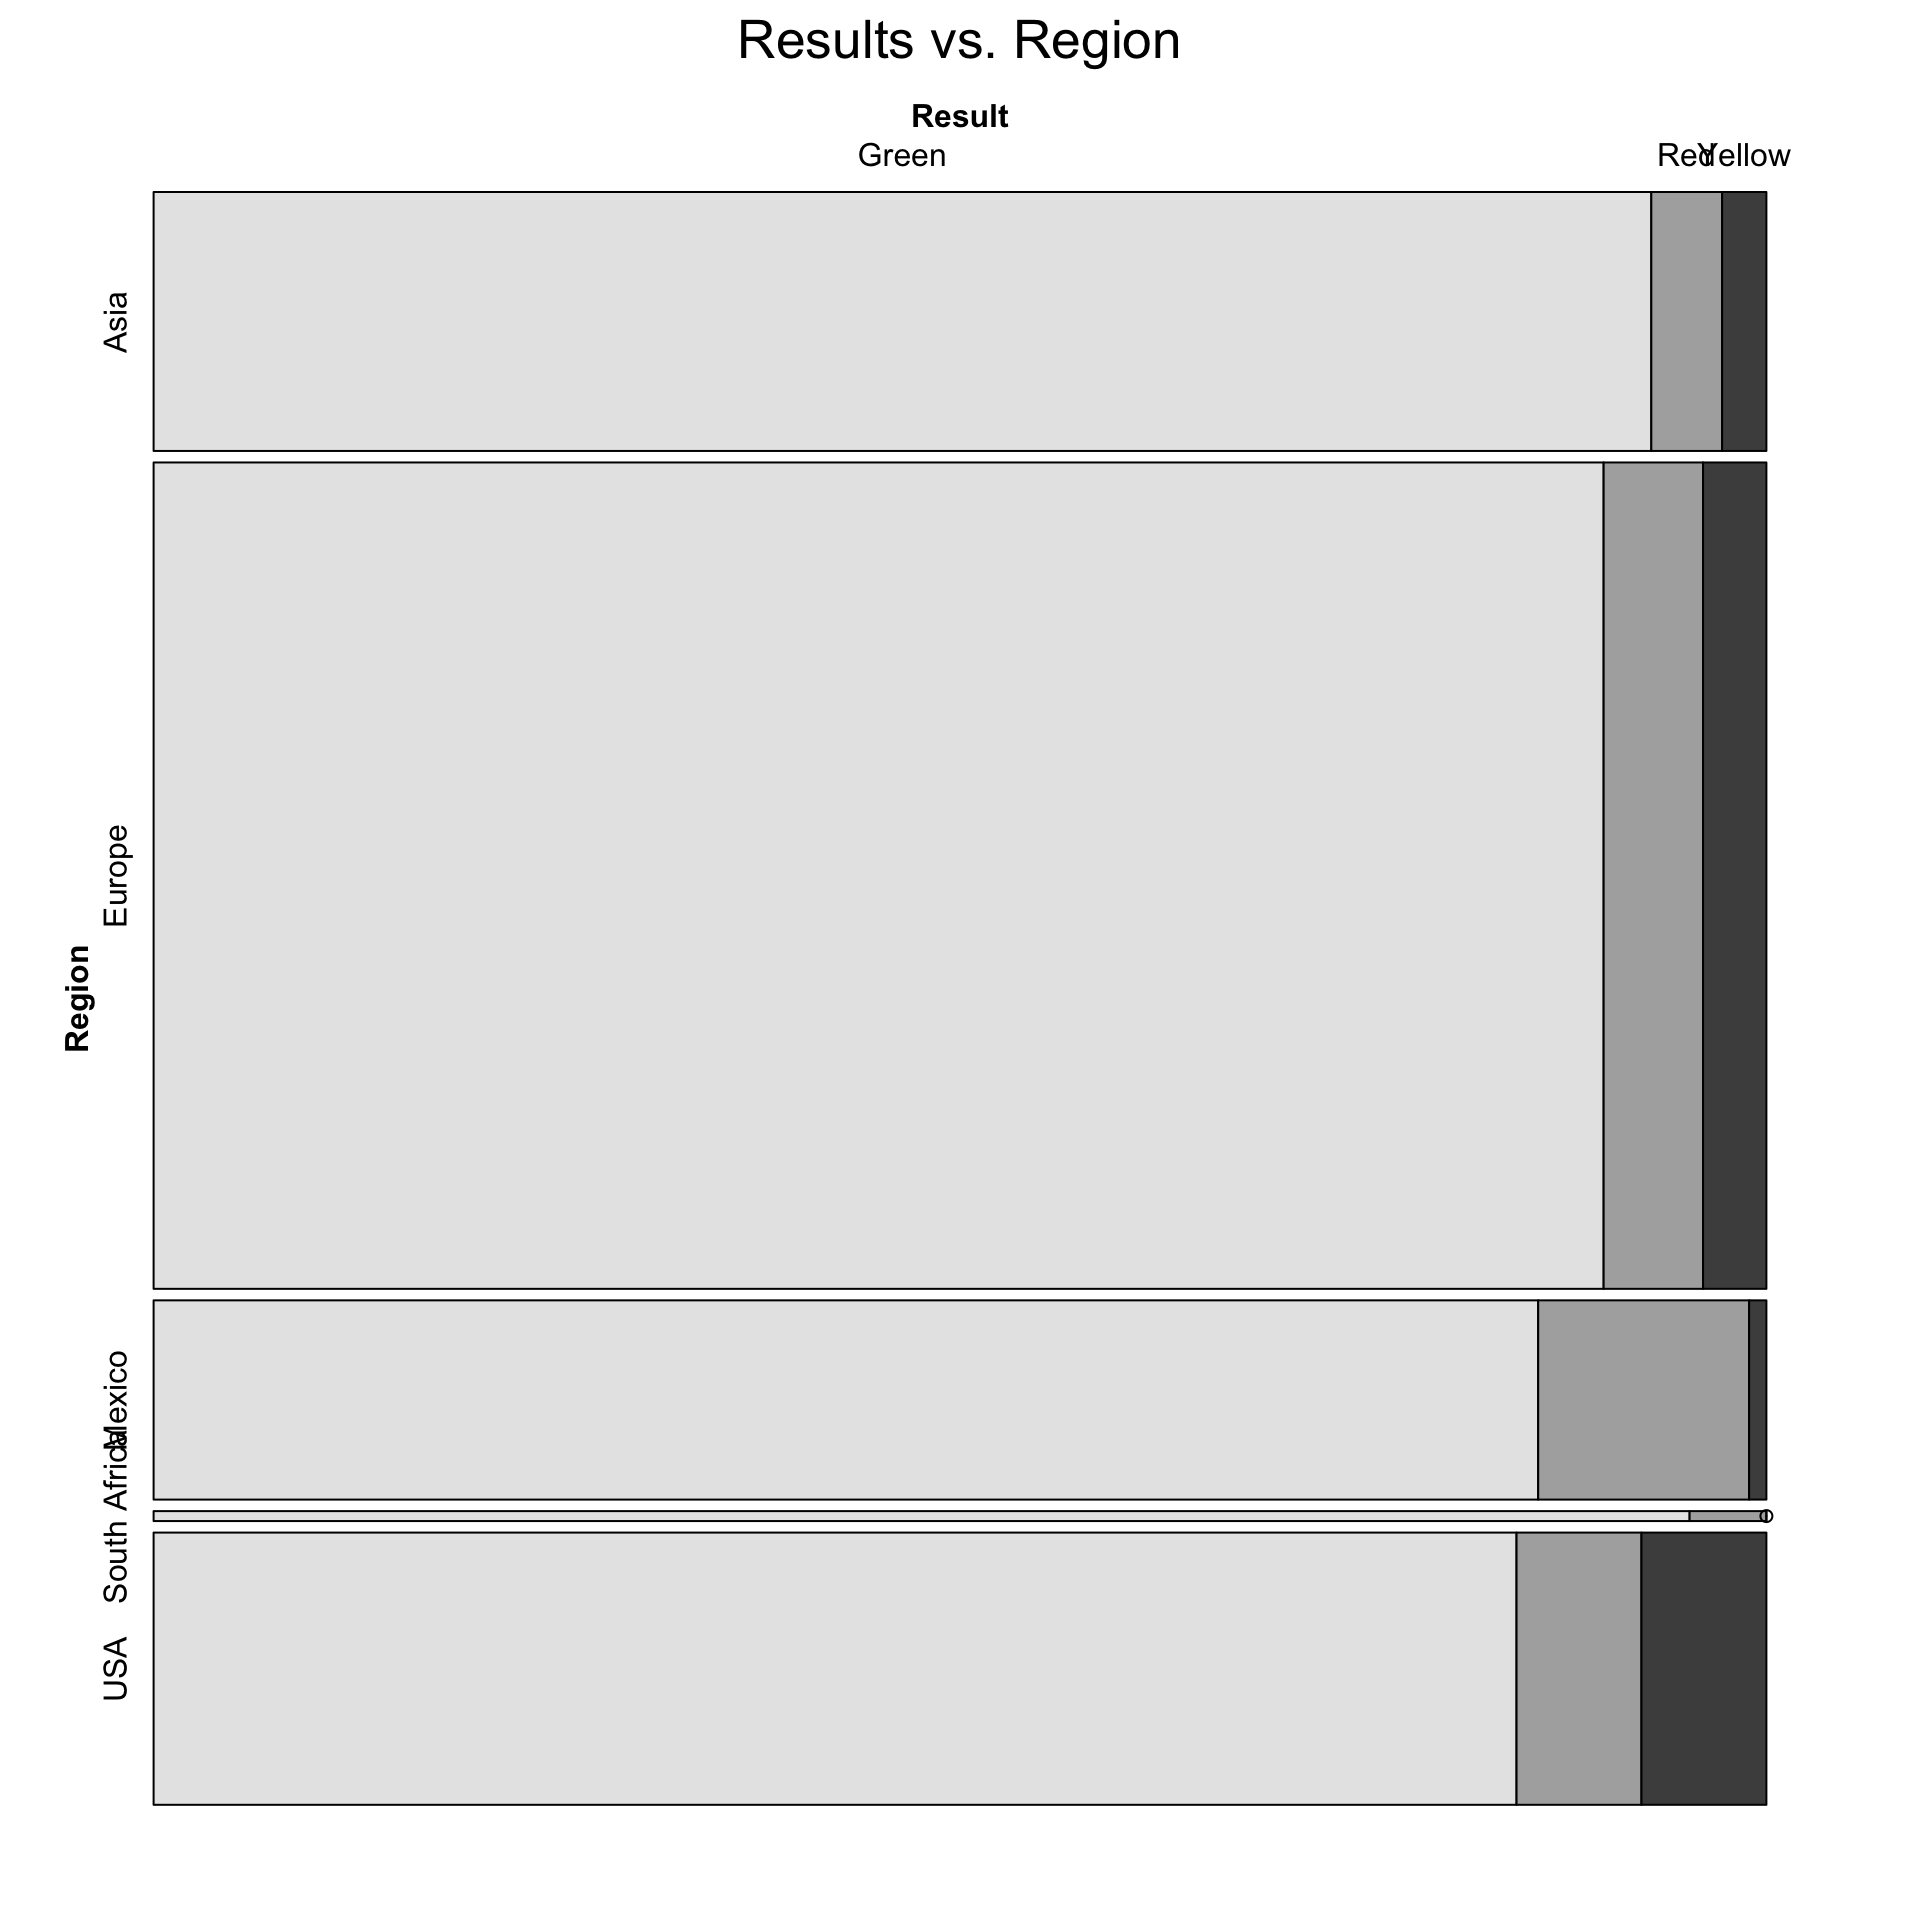 Results vs. Region
Result
Green Red Yellow
Asia
Europe
Region
Mexico
South Africa
USA